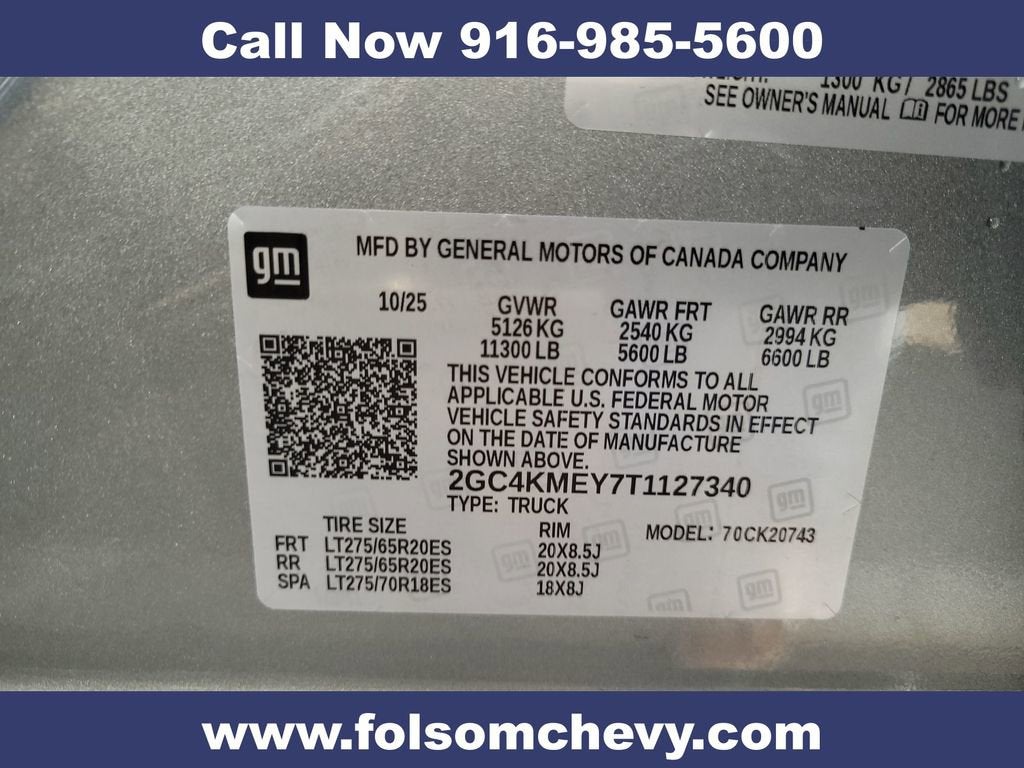 Call Now 916-985-5600
1300 KG / 2865 LBS
SEE OWNER'S MANUAL FOR MORE
gm
MFD BY GENERAL MOTORS OF CANADA COMPANY
10/25 GVWR GAWR FRT GAWR RR
5126 KG 2540 KG 2994 KG
11300 LB 5600 LB 6600 LB
THIS VEHICLE CONFORMS TO ALL
APPLICABLE U.S. FEDERAL MOTOR
VEHICLE SAFETY STANDARDS IN EFFECT
ON THE DATE OF MANUFACTURE
SHOWN ABOVE.
2GC4KMEY7T1127340
TYPE: TRUCK
TIRE SIZE RIM MODEL: 70CK20743
FRT LT275/65R20ES 20X8.5J
RR LT275/65R20ES 20X8.5J
SPA LT275/70R18ES 18X8J
www.folsomchevy.com